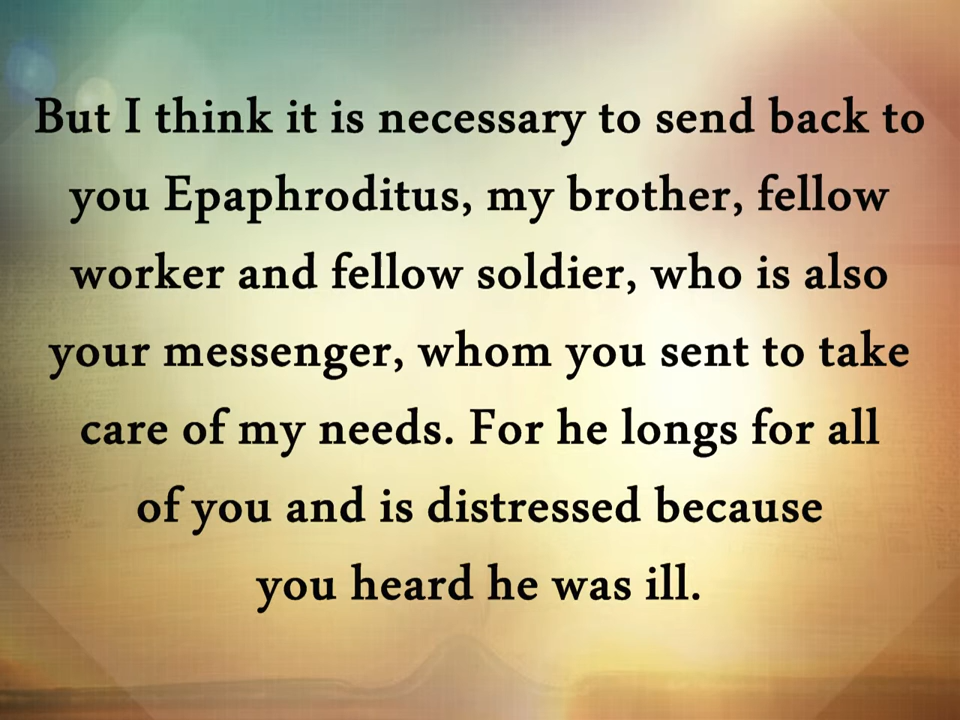 But I think it is necessary to send back to
you Epaphroditus, my brother, fellow
worker and fellow soldier, who is also
your messenger, whom you sent to take
care of my needs. For he longs for all
of you and is distressed because
you heard he was ill.